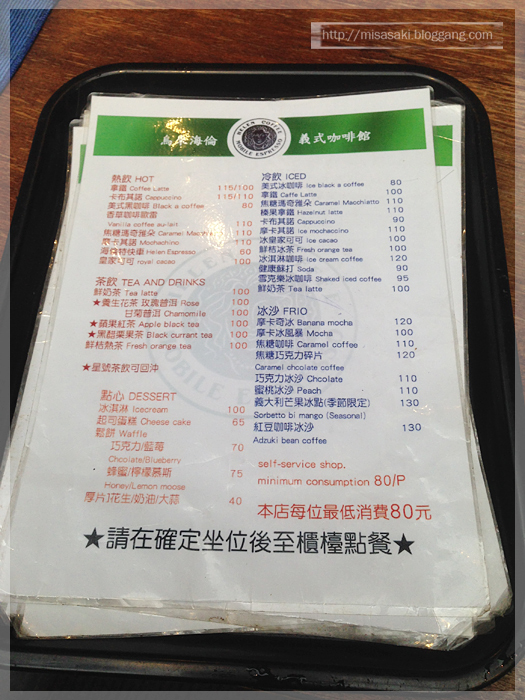 http://misasaki.bloggang.com
烏來海倫
HELEN COFFEE
MOBILE ESPRESSO
義式咖啡館
熱飲 HOT
拿鐵 Coffee Latte 115/100
卡布其諾 Cappuccino 115/110
美式黑咖啡 Black a coffee 80
香草咖啡歐蕾
Vanilla coffee au-lait 110
焦糖瑪奇雅朵 Caramel Macchiato 110
摩卡其諾 Mochachino 110
海倫特快車 Helen Espresso 60
皇家可可 royal cacao 100
茶飲 TEA AND DRINKS
鮮奶茶 Tea latte 100
★養生花茶 玫瑰普洱 Rose 100
甘菊普洱 Chamomile 100
★蘋果紅茶 Apple black tea 100
★黑醋栗果茶 Black currant tea 100
鮮桔熱茶 Fresh orange tea 100
★星號茶飲可回沖
點心 DESSERT
冰淇淋 Icecream 100
起司蛋糕 Cheese cake 65
鬆餅 Waffle
巧克力/藍莓 70
Chcolate/Blueberry
蜂蜜/檸檬慕斯 75
Honey/Lemon moose
厚片]花生/奶油/大蒜 40
冷飲 ICED
美式冰咖啡 Ice black a coffee 80
拿鐵 Caffe Latte 100
焦糖瑪奇雅朵 Caramel Macchiatto 110
榛果拿鐵 Hazelnut latte 110
卡布其諾 Cappuccino 90
摩卡其諾 Ice mochaccino 110
冰皇家可可 Ice cacao 110
鮮桔冰茶 Fresh orange tea 100
冰淇淋咖啡 Ice cream coffee 120
健康蘇打 Soda 90
雪克樂冰咖啡 Shaked iced coffee 95
鮮奶茶 Tea latte 100
冰沙 FRIO
摩卡奇冰 Banana mocha 120
摩卡冰風暴 Mocha 100
焦糖咖啡 Caramel coffee 110
焦糖巧克力碎片 120
Caramel chocolate coffee
巧克力冰沙 Chcolate 110
蜜桃冰沙 Peach 110
義大利芒果冰點(季節限定) 130
Sorbetto bi mango (Seasonal)
紅豆咖啡冰沙 130
Adzuki bean coffee
self-service shop.
minimum consumption 80/P
本店每位最低消費80元
★請在確定坐位後至櫃檯點餐★